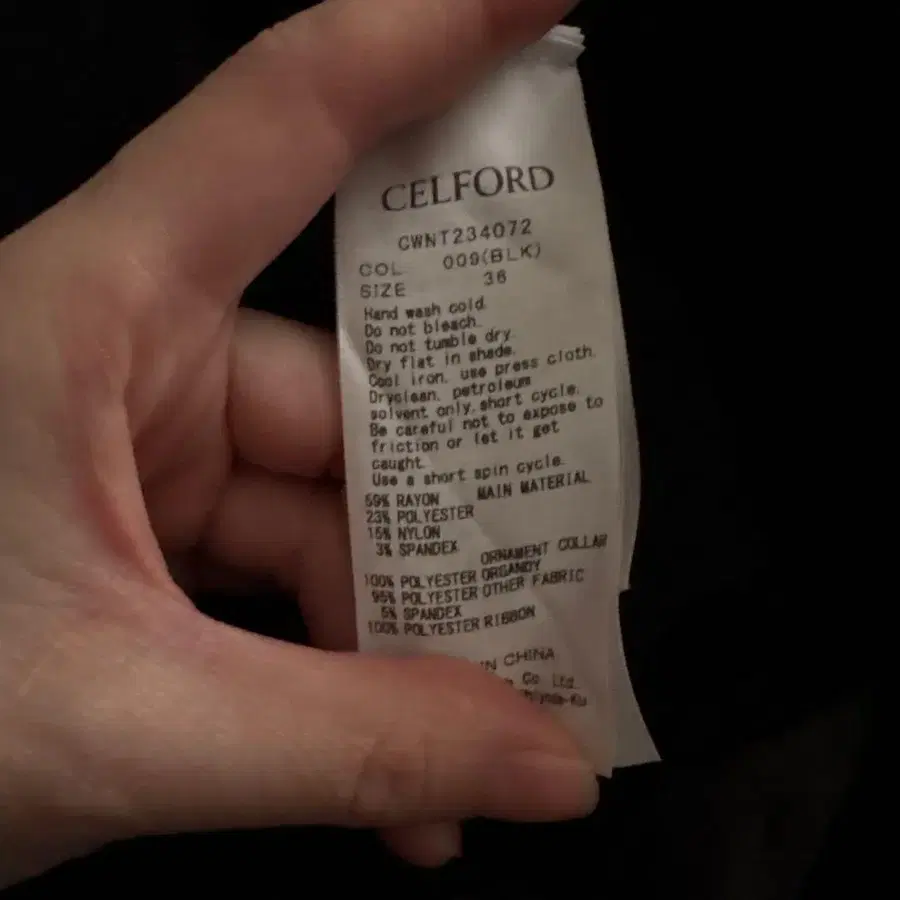 CELFORD
CWNT234072
COL. 009(BLK)
SIZE 36
Hand wash cold.
Do not bleach.
Do not tumble dry.
Dry flat in shade.
Cool iron, use press cloth.
Dryclean, petroleum
solvent only, short cycle.
Be careful not to expose to
friction or let it get
caught.
Use a short spin cycle.
MAIN MATERIAL
59% RAYON
23% POLYESTER
15% NYLON
3% SPANDEX
ORNAMENT COLLAR
100% POLYESTER ORGANDY
95% POLYESTER OTHER FABRIC
5% SPANDEX
100% POLYESTER RIBBON
IN CHINA
Co. Ltd.